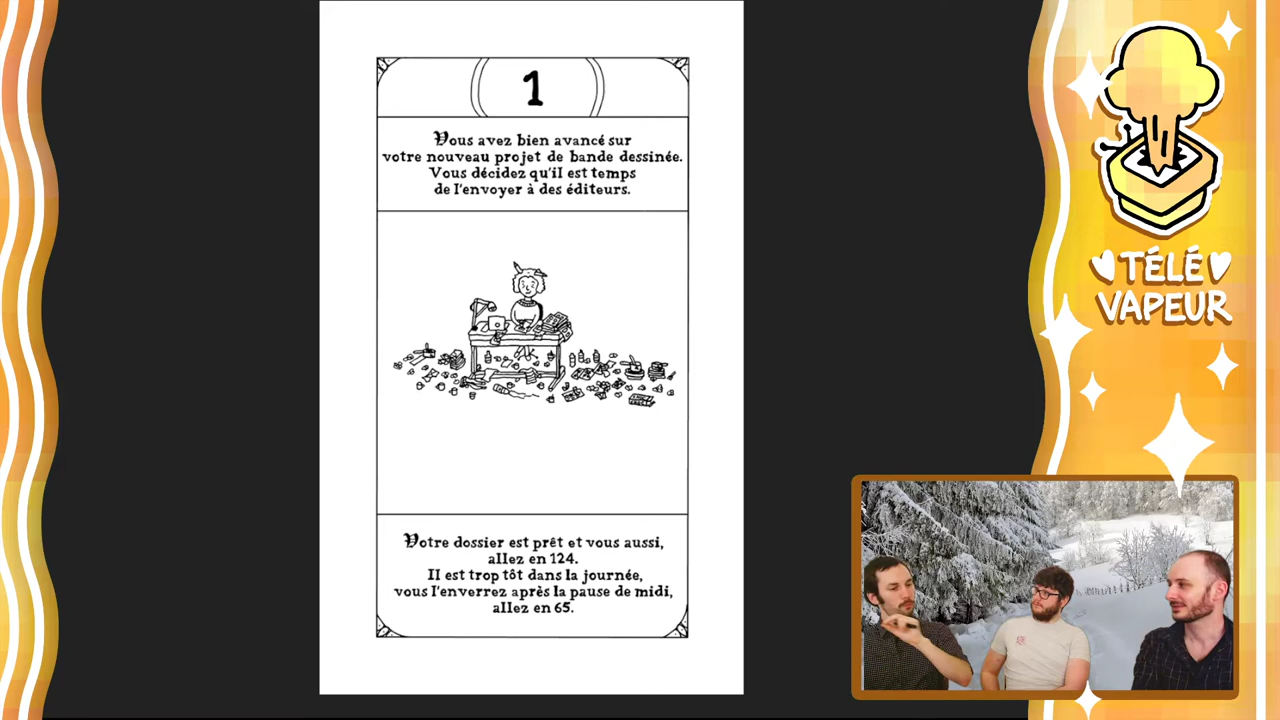 1
Vous avez bien avancé sur
votre nouveau projet de bande dessinée.
Vous décidez qu'il est temps
de l'envoyer à des éditeurs.
Votre dossier est prêt et vous aussi,
allez en 124.
Il est trop tôt dans la journée,
vous l'enverrez après la pause de midi,
allez en 65.
TÉLÉ
VAPEUR